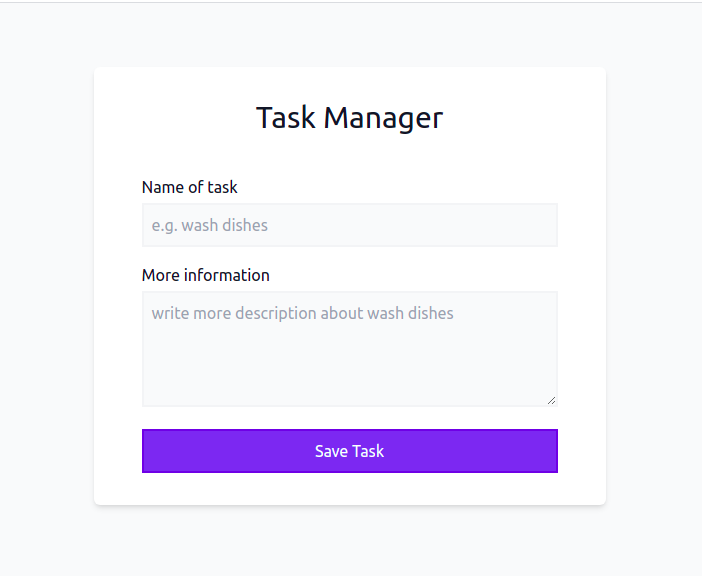 Task Manager
Name of task
e.g. wash dishes
More information
write more description about wash dishes
Save Task